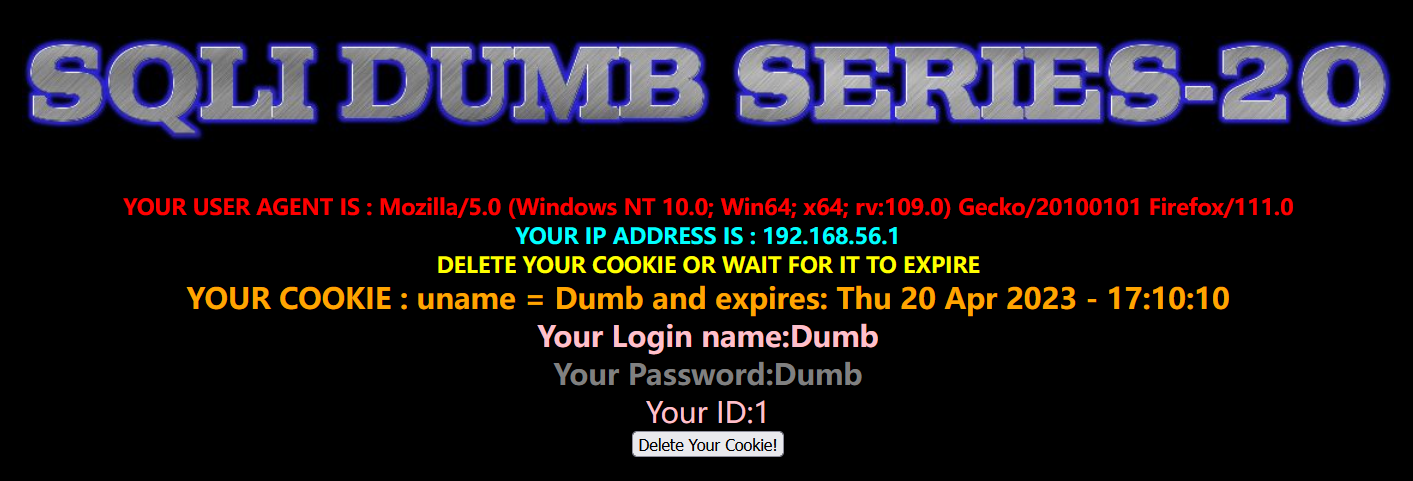 SQLI DUMB SERIES-20
YOUR USER AGENT IS : Mozilla/5.0 (Windows NT 10.0; Win64; x64; rv:109.0) Gecko/20100101 Firefox/111.0
YOUR IP ADDRESS IS : 192.168.56.1
DELETE YOUR COOKIE OR WAIT FOR IT TO EXPIRE
YOUR COOKIE : uname = Dumb and expires: Thu 20 Apr 2023 - 17:10:10
Your Login name:Dumb
Your Password:Dumb
Your ID:1
Delete Your Cookie!